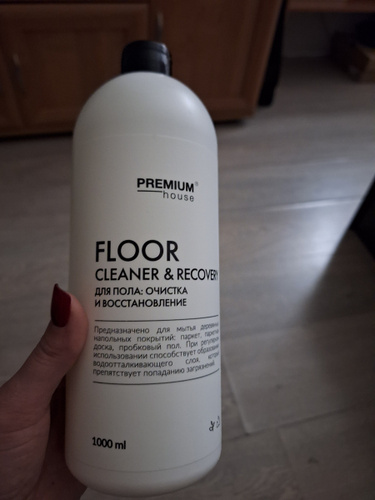 PREMIUM®
house
FLOOR
CLEANER & RECOVERY
ДЛЯ ПОЛА: ОЧИСТКА
И ВОССТАНОВЛЕНИЕ
Предназначено для мытья
напольных покрытий: паркет,
доска, пробковый пол. При
использовании способствует
водоотталкивающего слоя,
препятствует попаданию загрязнений
1000 ml